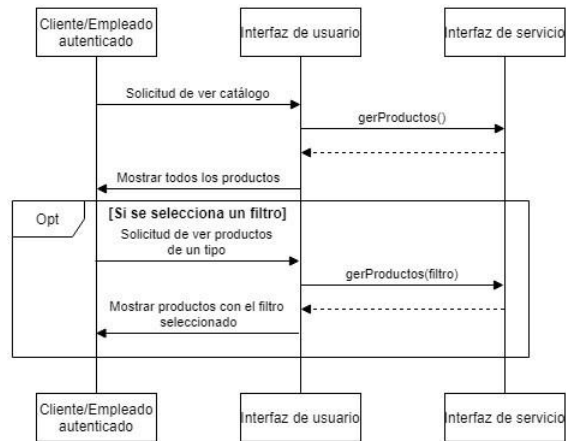 Cliente/Empleado
autenticado
Interfaz de usuario
Interfaz de servicio
Solicitud de ver catálogo
gerProductos()
Mostrar todos los productos
Opt
[Si se selecciona un filtro]
Solicitud de ver productos
de un tipo
gerProductos(filtro)
Mostrar productos con el filtro
seleccionado
Cliente/Empleado
autenticado
Interfaz de usuario
Interfaz de servicio